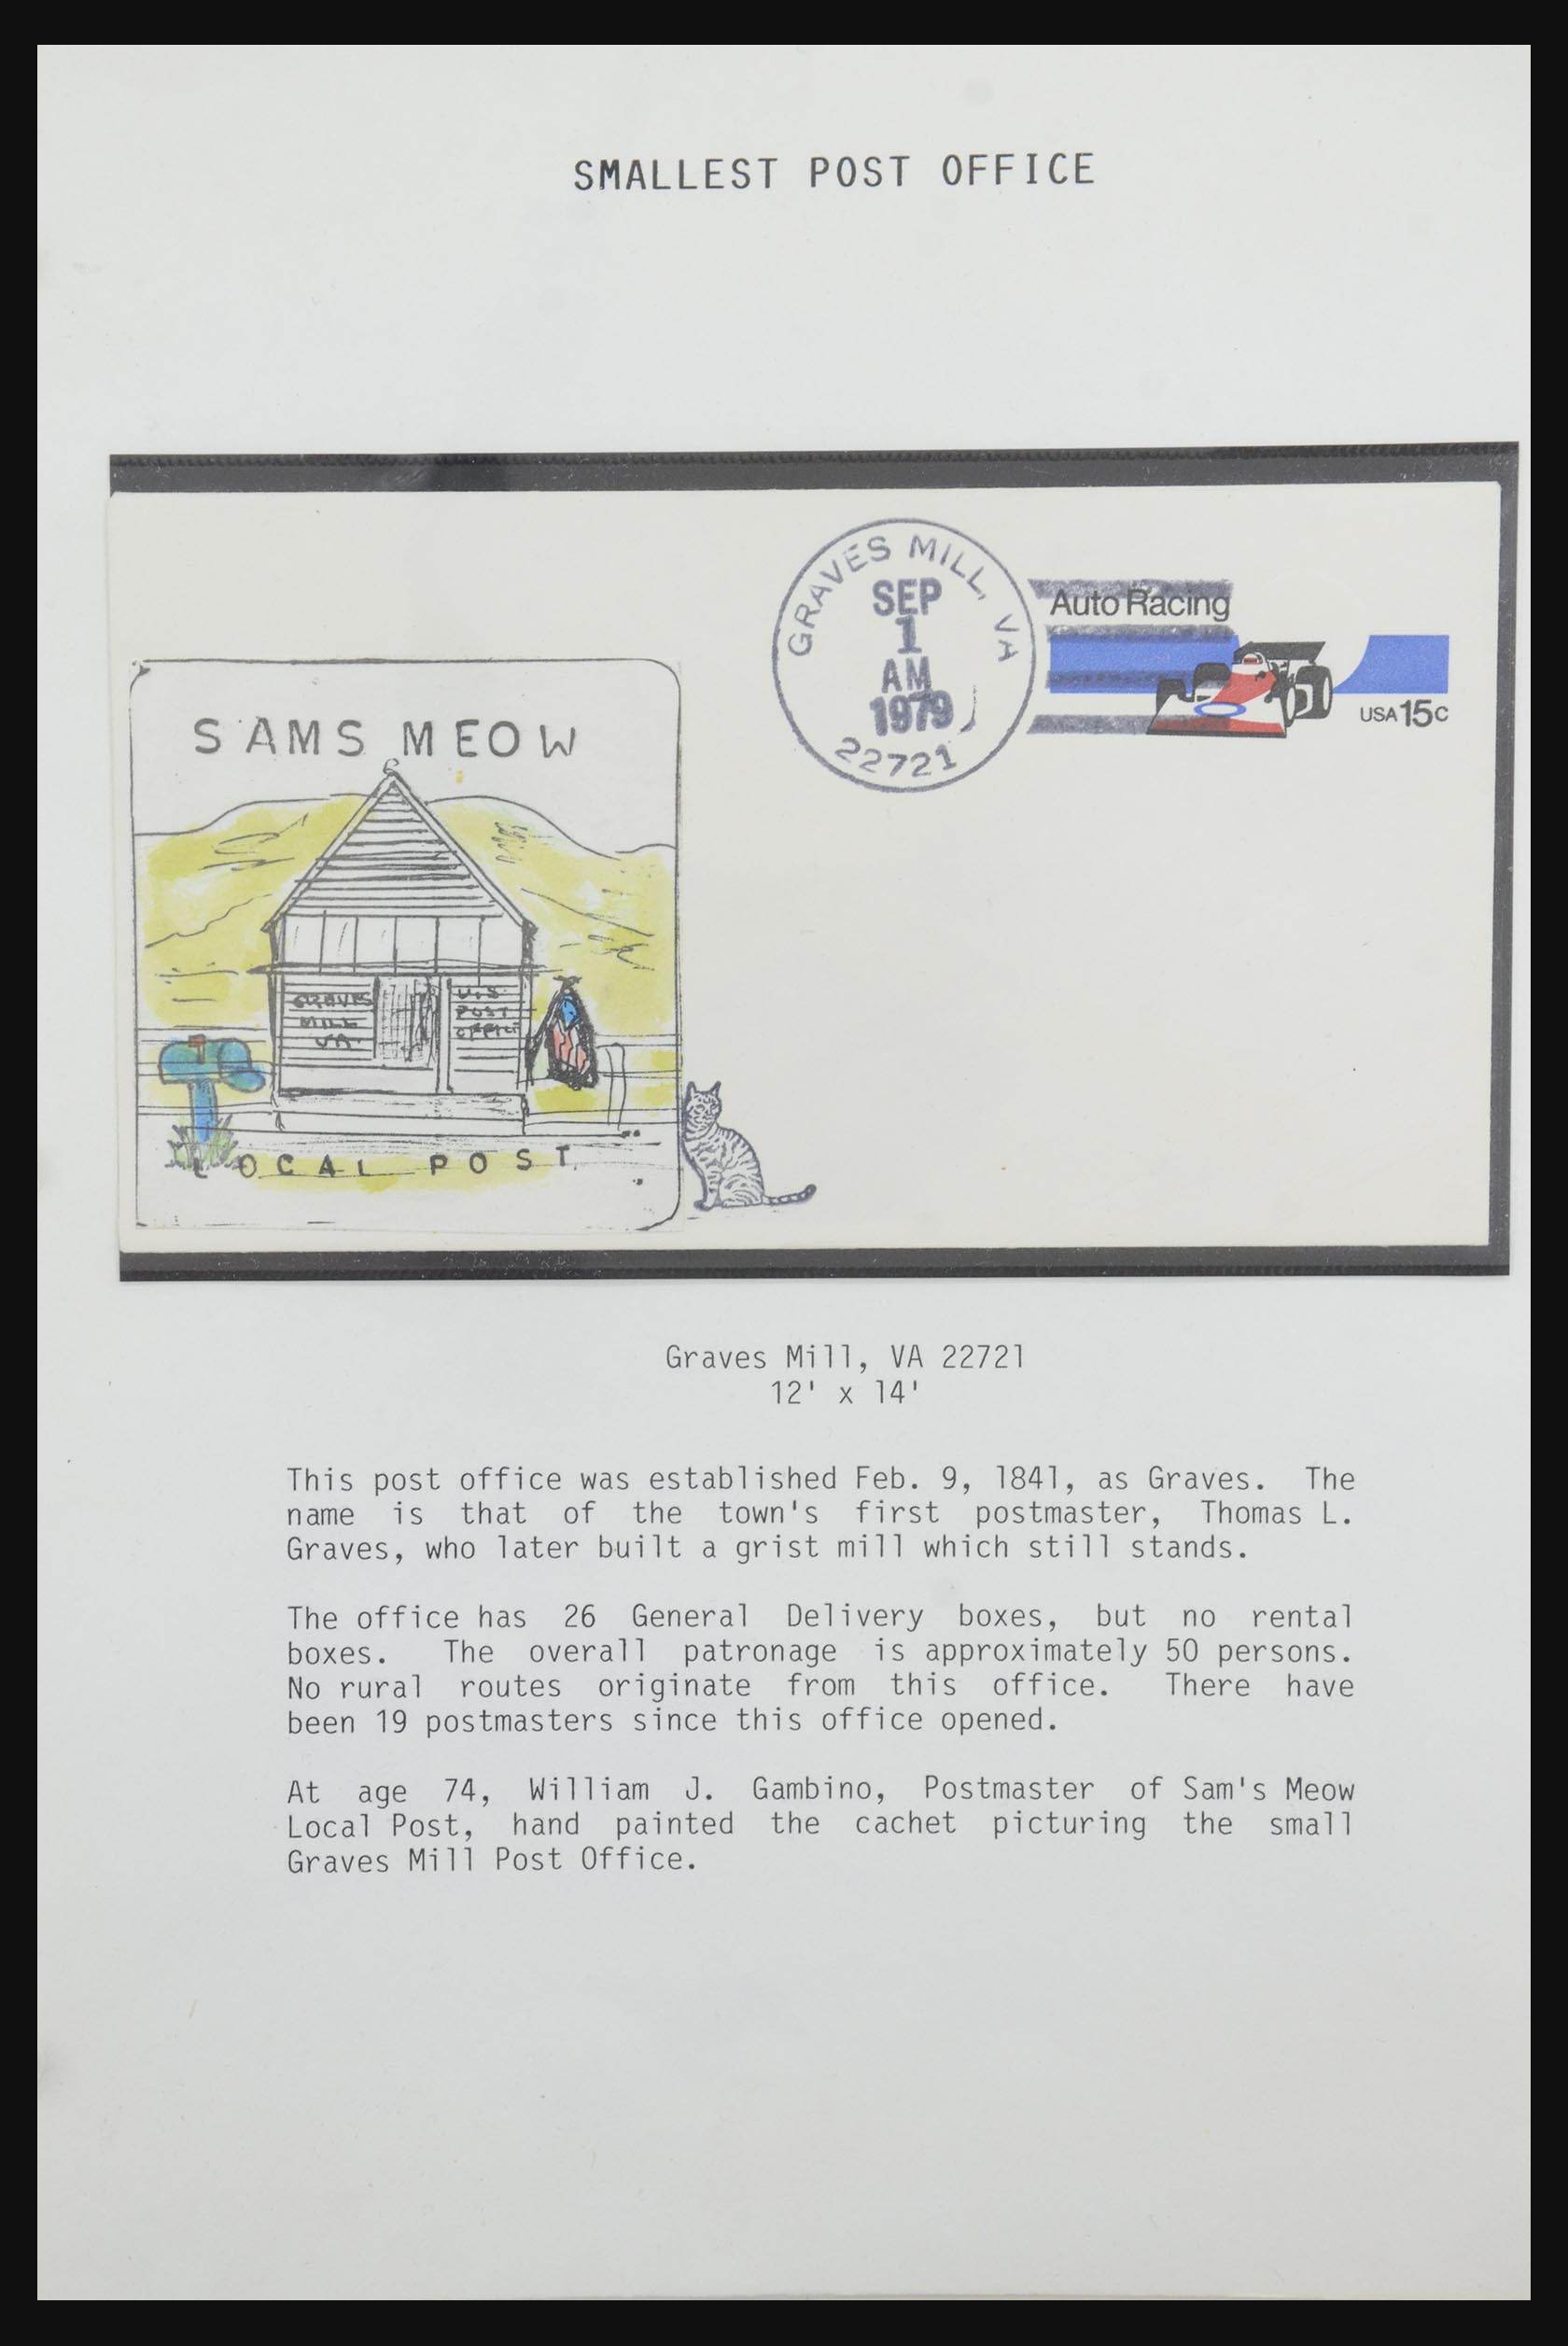 SMALLEST POST OFFICE
GRAVES MILL, VA
SEP
1
AM
1979
22721
Auto Racing
USA 15c
SAMS MEOW
GRAVES
MILL
VA.
U.S.
POST
OFFICE
LOCAL POST
Graves Mill, VA 22721
12' x 14'
This post office was established Feb. 9, 1841, as Graves. The
name is that of the town's first postmaster, Thomas L.
Graves, who later built a grist mill which still stands.
The office has 26 General Delivery boxes, but no rental
boxes. The overall patronage is approximately 50 persons.
No rural routes originate from this office. There have
been 19 postmasters since this office opened.
At age 74, William J. Gambino, Postmaster of Sam's Meow
Local Post, hand painted the cachet picturing the small
Graves Mill Post Office.